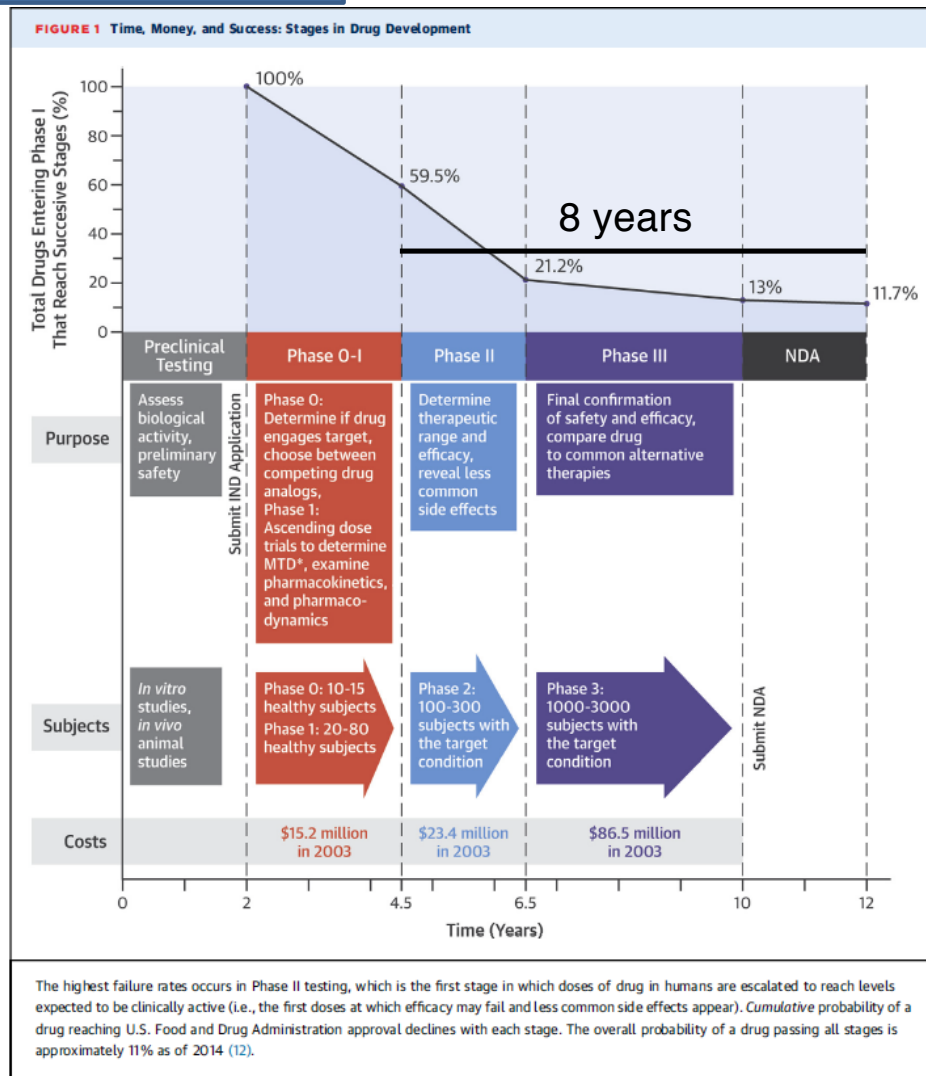 FIGURE 1 Time, Money, and Success: Stages in Drug Development
Total Drugs Entering Phase I
That Reach Succesive Stages (%)
100
80
60
40
20
0
100%
59.5%
8 years
21.2%
13%
11.7%
Preclinical
Testing
Phase 0-I
Phase II
Phase III
NDA
Purpose
Assess
biological
activity,
preliminary
safety
Submit IND Application
Phase 0:
Determine if drug
engages target,
choose between
competing drug
analogs,
Phase 1:
Ascending dose
trials to determine
MTD*, examine
pharmacokinetics,
and pharmaco-
dynamics
Determine
therapeutic
range and
efficacy,
reveal less
common
side effects
Final confirmation
of safety and efficacy,
compare drug
to common alternative
therapies
Subjects
In vitro
studies,
in vivo
animal
studies
Phase 0: 10-15
healthy subjects
Phase 1: 20-80
healthy subjects
Phase 2:
100-300
subjects with
the target
condition
Phase 3:
1000-3000
subjects with
the target
condition
Submit NDA
Costs
$15.2 million
in 2003
$23.4 million
in 2003
$86.5 million
in 2003
0
2
4.5
6.5
10
12
Time (Years)
The highest failure rates occurs in Phase II testing, which is the first stage in which doses of drug in humans are escalated to reach levels
expected to be clinically active (i.e., the first doses at which efficacy may fail and less common side effects appear). Cumulative probability of a
drug reaching U.S. Food and Drug Administration approval declines with each stage. The overall probability of a drug passing all stages is
approximately 11% as of 2014 (12).